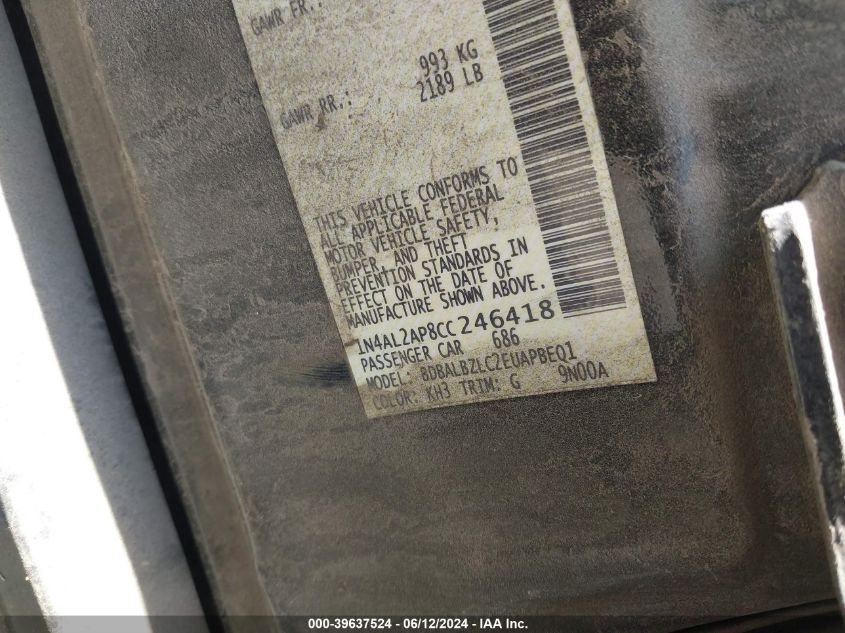 GAWR FR.:
993 KG
GAWR RR.: 2189 LB
THIS VEHICLE CONFORMS TO
ALL APPLICABLE FEDERAL
MOTOR VEHICLE SAFETY,
BUMPER, AND THEFT
PREVENTION STANDARDS IN
EFFECT ON THE DATE OF
MANUFACTURE SHOWN ABOVE.
1N4AL2AP8CC246418
PASSENGER CAR 686
MODEL: BDBALBZLC2EUAPBEQ1
COLOR: KH3 TRIM: G 9N00A
000-39637524 - 06/12/2024 - IAA Inc.